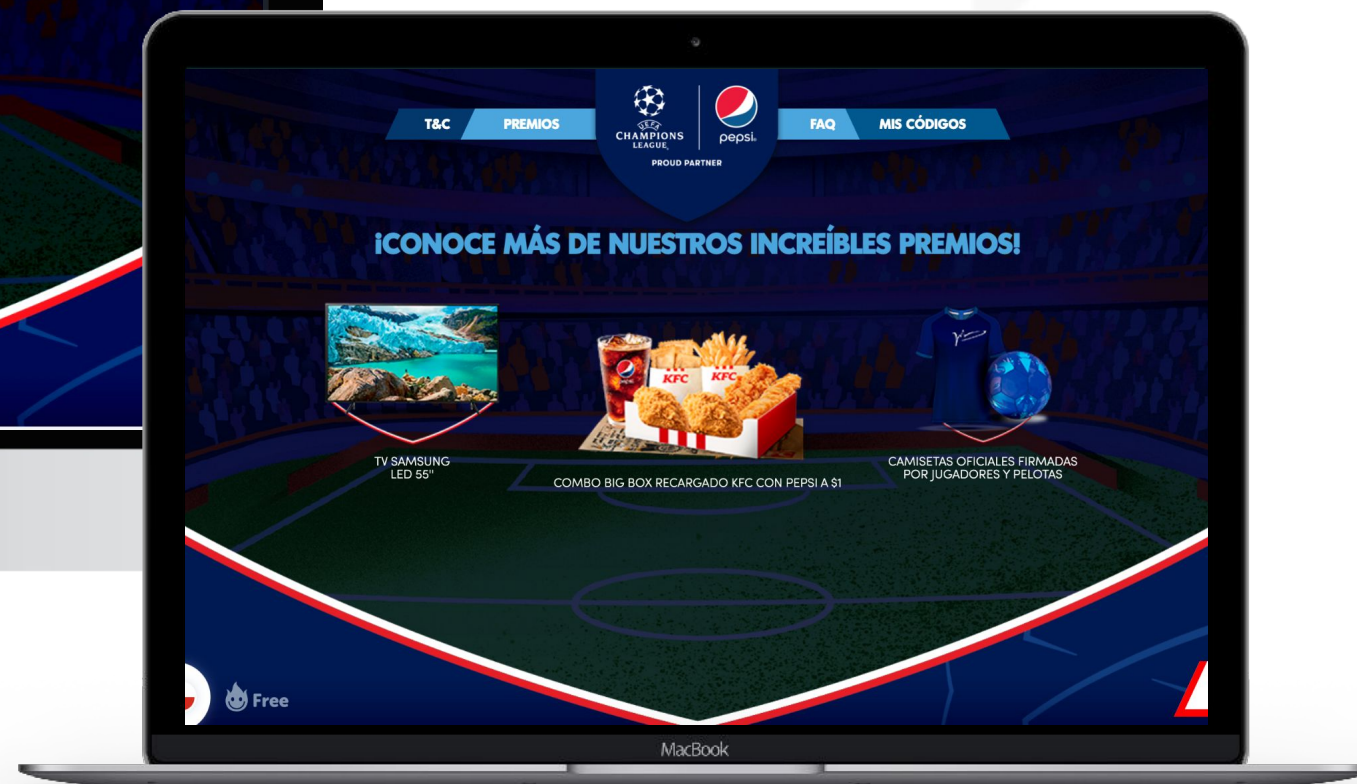 T&C
PREMIOS
UEFA
CHAMPIONS
LEAGUE
pepsi
PROUD PARTNER
FAQ
MIS CÓDIGOS
¡CONOCE MÁS DE NUESTROS INCREÍBLES PREMIOS!
KFC
KFC
TV SAMSUNG
LED 55"
COMBO BIG BOX RECARGADO KFC CON PEPSI A $1
CAMISETAS OFICIALES FIRMADAS
POR JUGADORES Y PELOTAS
Free
MacBook